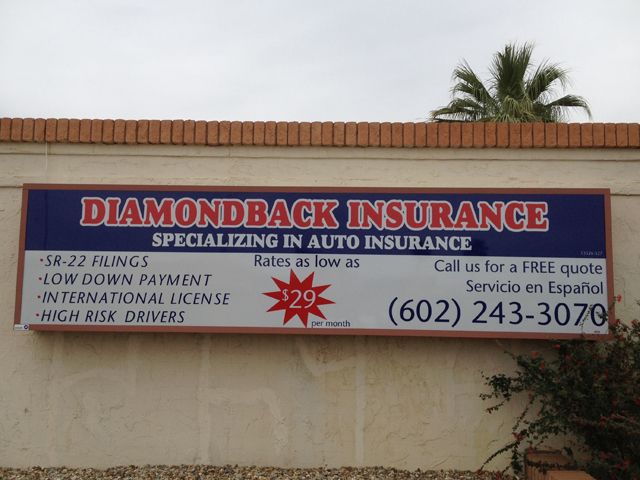 DIAMONDBACK INSURANCE
SPECIALIZING IN AUTO INSURANCE
•SR-22 FILINGS
•LOW DOWN PAYMENT
•INTERNATIONAL LICENSE
•HIGH RISK DRIVERS
Rates as low as
$29
per month
Call us for a FREE quote
Servicio en Español
(602) 243-3070